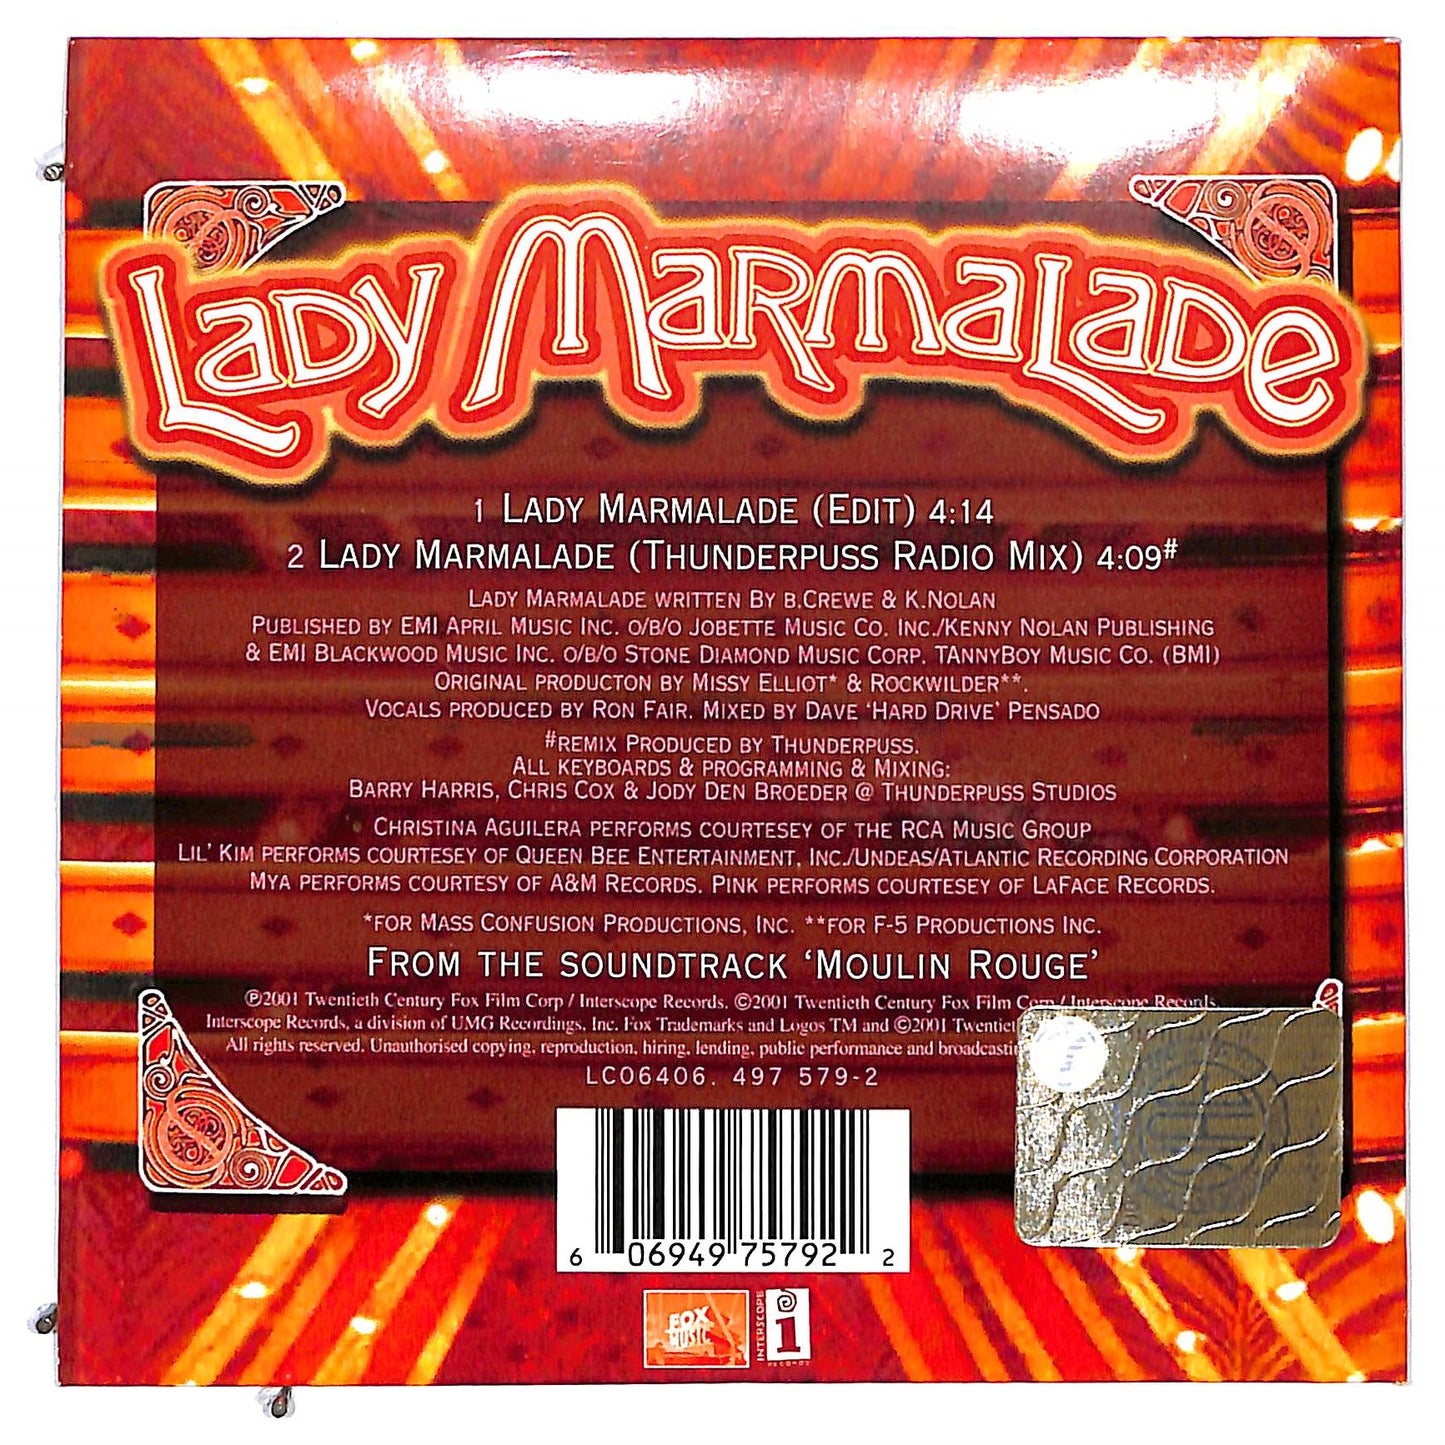 Lady Marmalade
1 Lady Marmalade (Edit) 4:14
2 Lady Marmalade (Thunderpuss Radio Mix) 4:09#
Lady Marmalade written By b.Crewe & K.Nolan
Published by EMI April Music Inc. o/b/o Jobette Music Co. Inc./Kenny Nolan Publishing
& EMI Blackwood Music Inc. o/b/o Stone Diamond Music Corp. TAnnyBoy Music Co. (BMI)
Original producton by Missy Elliot* & Rockwilder**.
Vocals produced by Ron Fair. Mixed by Dave 'Hard Drive' Pensado
#remix Produced by Thunderpuss.
All keyboards & programming & Mixing:
Barry Harris, Chris Cox & Jody Den Broeder @ Thunderpuss Studios
Christina Aguilera performs courtesey of the RCA Music Group
Lil' Kim performs courtesey of Queen Bee Entertainment, Inc./Undeas/Atlantic Recording Corporation
Mya performs courtesy of A&M Records. Pink performs courtesey of LaFace Records.
*for Mass Confusion Productions, Inc. **for F-5 Productions Inc.
From the soundtrack 'Moulin Rouge'
℗2001 Twentieth Century Fox Film Corp / Interscope Records. ©2001 Twentieth Century Fox Film Corp / Interscope Records.
Interscope Records, a division of UMG Recordings, Inc. Fox Trademarks and Logos TM and ©2001 Twentiet
All rights reserved. Unauthorised copying, reproduction, hiring, lending, public performance and broadcasti
LC06406. 497 579-2
6 06949 75792 2
FOX MUSIC
INTERSCOPE
RECORDS